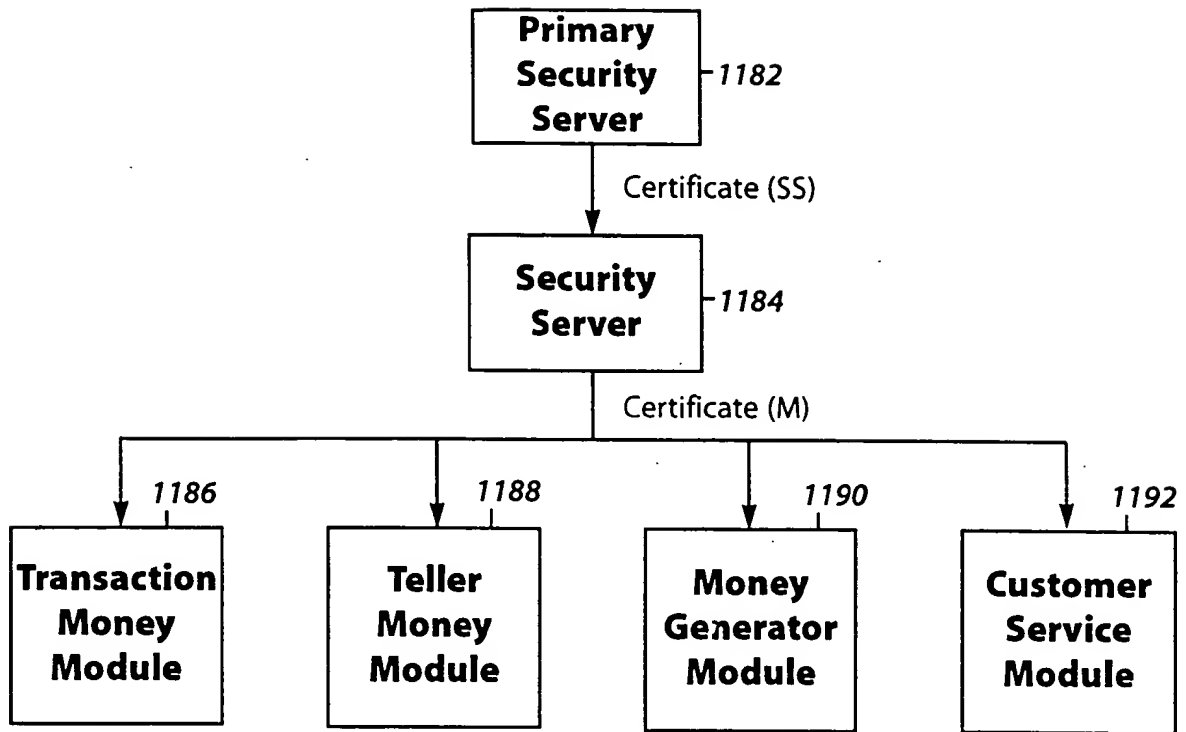 Primary
Security
Server
1182
Certificate (SS)
Security
Server
1184
Certificate (M)
1186
1188
1190
1192
Transaction
Money
Module
Teller
Money
Module
Money
Generator
Module
Customer
Service
Module